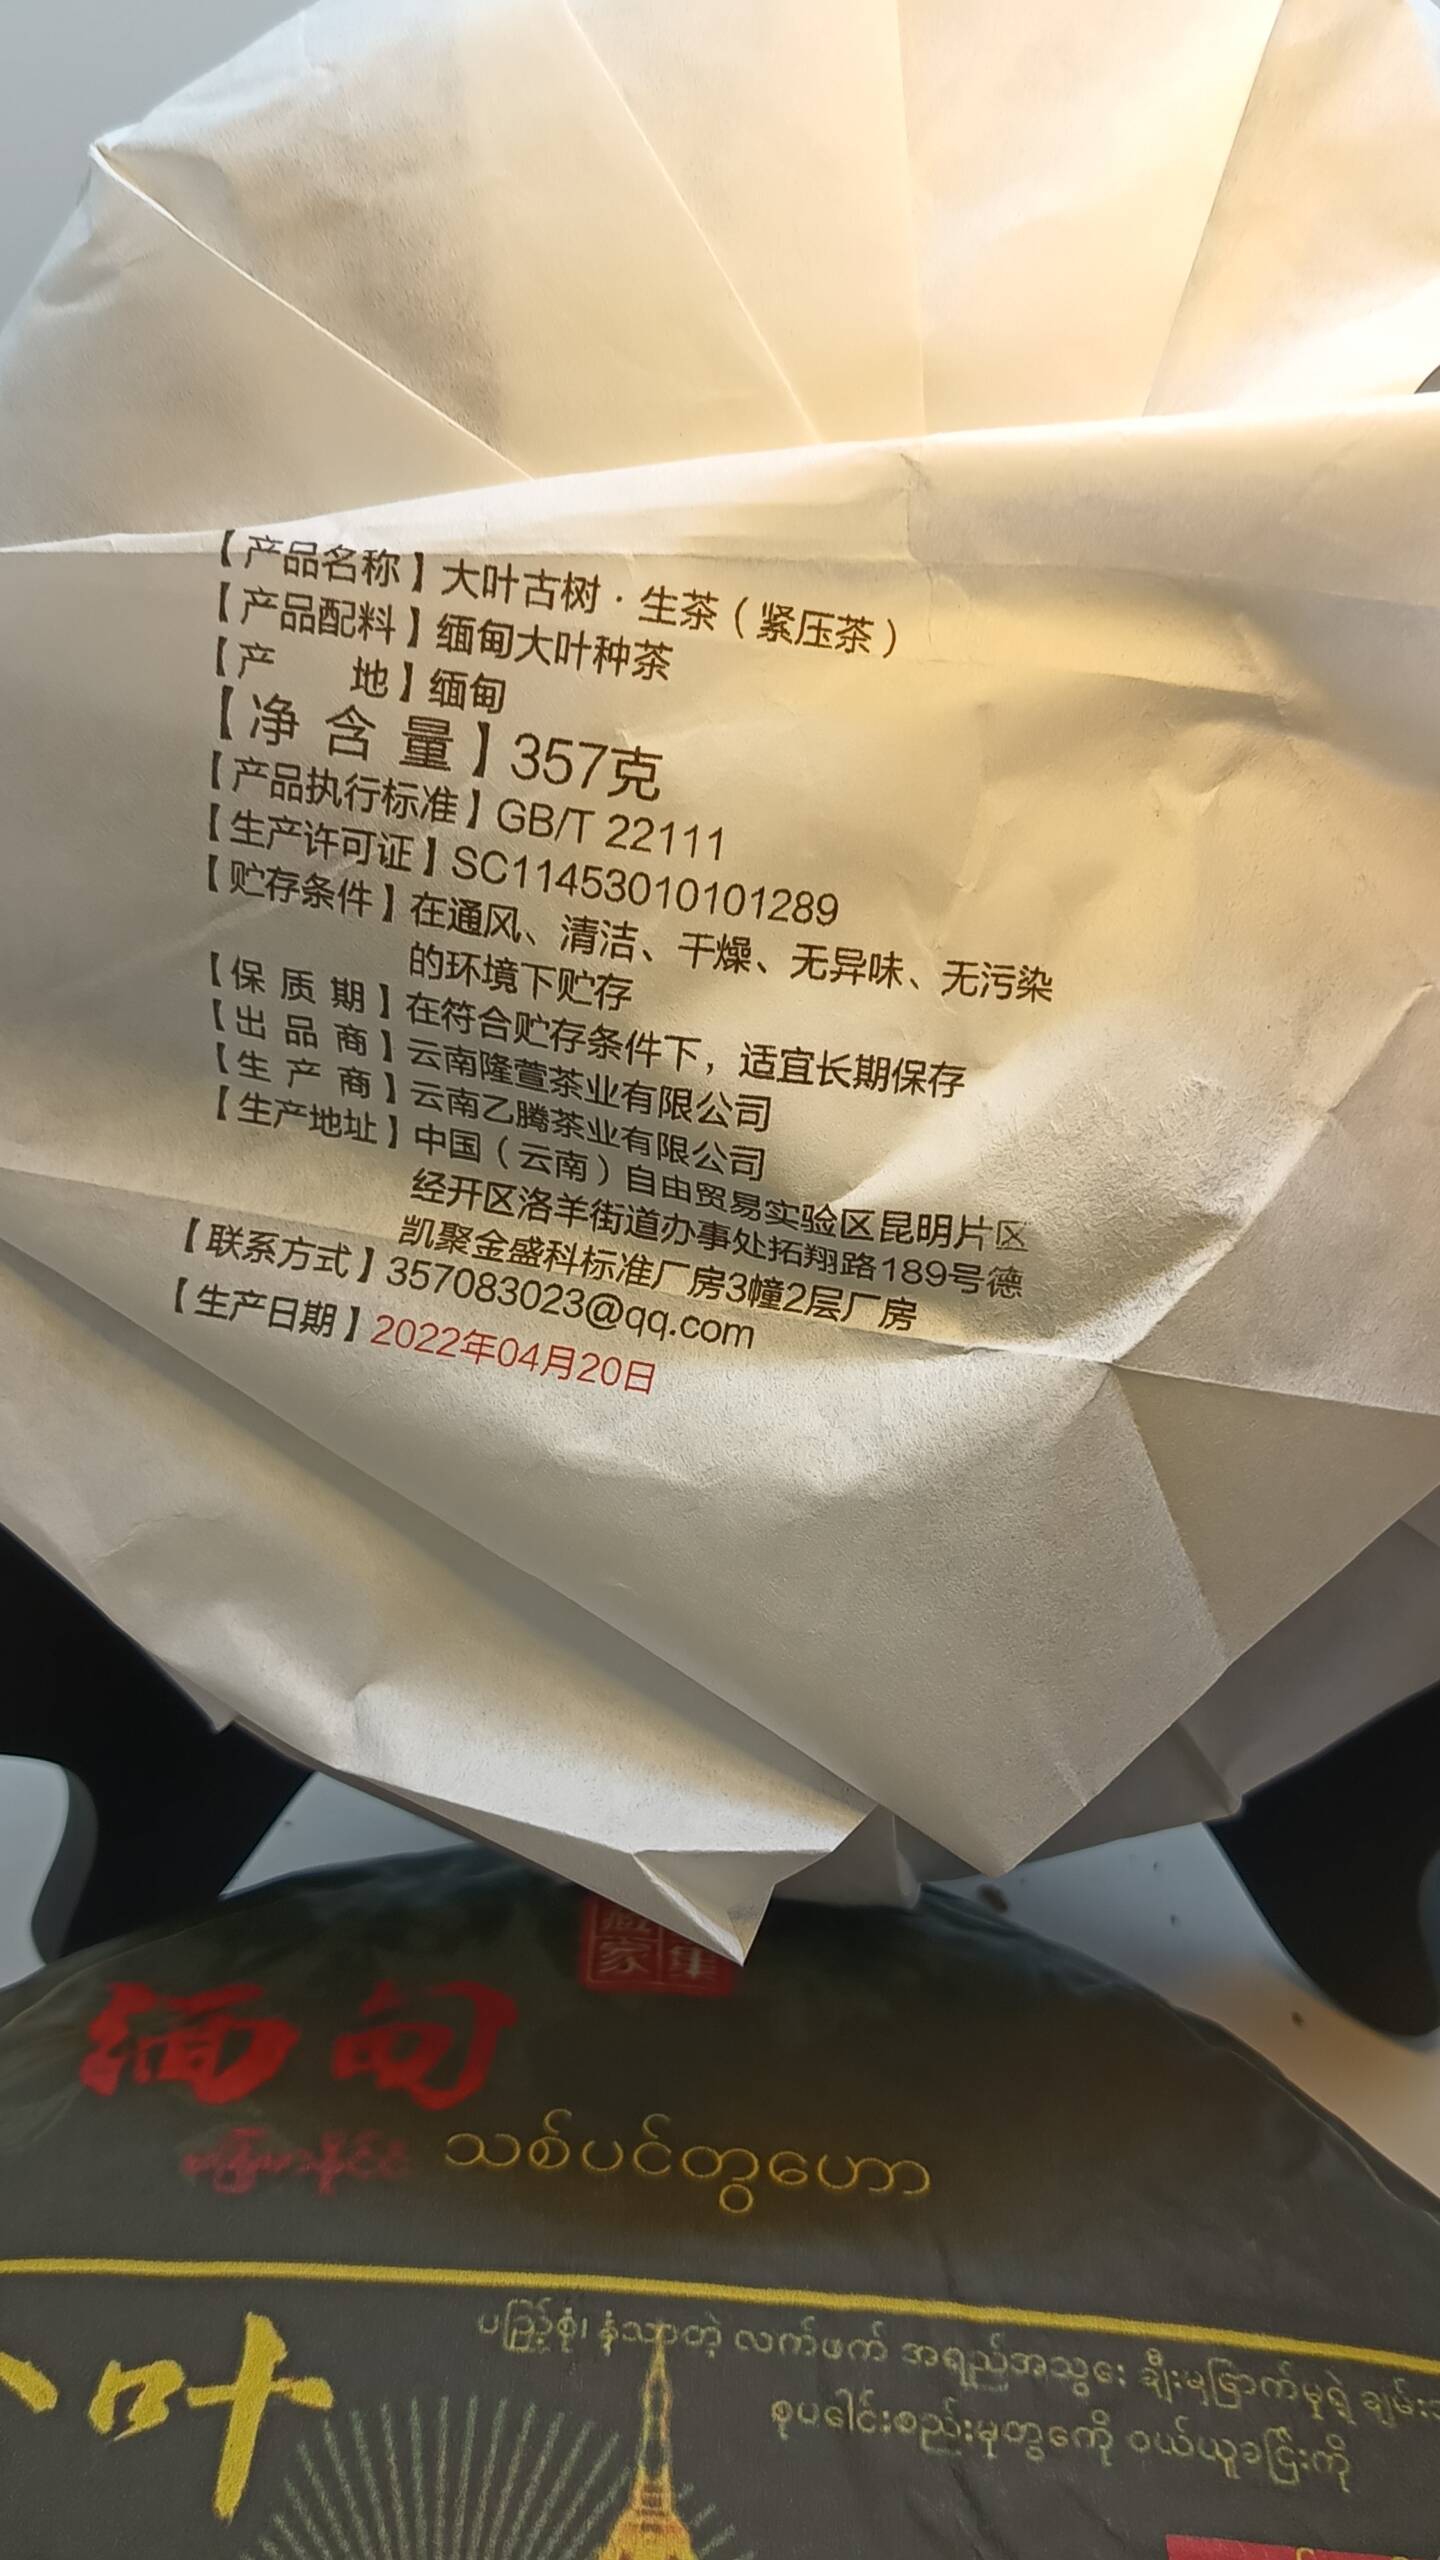 【产品名称】大叶古树·生茶（紧压茶）
【产品配料】缅甸大叶种茶
【产 地】缅甸
【净含量】357克
【产品执行标准】GB/T 22111
【生产许可证】SC11453010101289
【贮存条件】在通风、清洁、干燥、无异味、无污染
的环境下贮存
【保质期】在符合贮存条件下，适宜长期保存
【出品商】云南隆萱茶业有限公司
【生产商】云南乙腾茶业有限公司
【生产地址】中国（云南）自由贸易实验区昆明片区
经开区洛羊街道办事处拓翔路189号德
凯聚金盛科标准厂房3幢2层厂房
【联系方式】357083023@qq.com
【生产日期】2022年04月20日
缅甸
သစ်ပင်တွဟော
叶